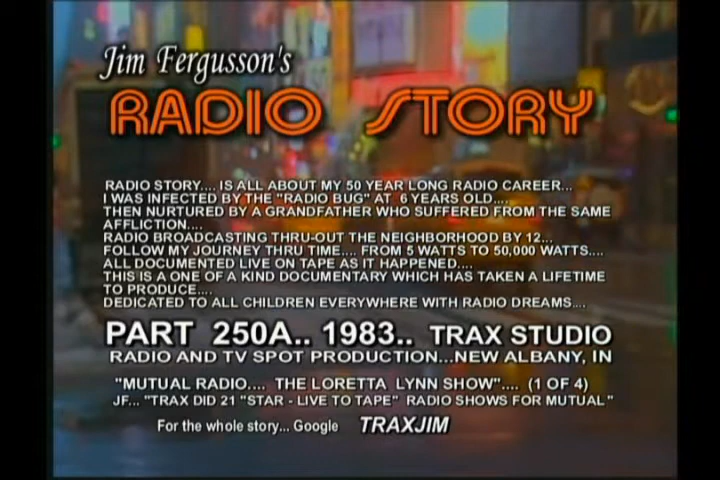 Jim Fergusson's
RADIO STORY
RADIO STORY.... IS ALL ABOUT MY 50 YEAR LONG RADIO CAREER...
I WAS INFECTED BY THE "RADIO BUG" AT 6 YEARS OLD....
THEN NURTURED BY A GRANDFATHER WHO SUFFERED FROM THE SAME
AFFLICTION....
RADIO BROADCASTING THRU-OUT THE NEIGHBORHOOD BY 12...
FOLLOW MY JOURNEY THRU TIME.... FROM 5 WATTS TO 50,000 WATTS....
ALL DOCUMENTED LIVE ON TAPE AS IT HAPPENED....
THIS IS A ONE OF A KIND DOCUMENTARY WHICH HAS TAKEN A LIFETIME
TO PRODUCE....
DEDICATED TO ALL CHILDREN EVERYWHERE WITH RADIO DREAMS....
PART 250A.. 1983.. TRAX STUDIO
RADIO AND TV SPOT PRODUCTION...NEW ALBANY, IN
"MUTUAL RADIO.... THE LORETTA LYNN SHOW".... (1 OF 4)
JF... "TRAX DID 21 "STAR - LIVE TO TAPE" RADIO SHOWS FOR MUTUAL"
For the whole story... Google TRAXJIM